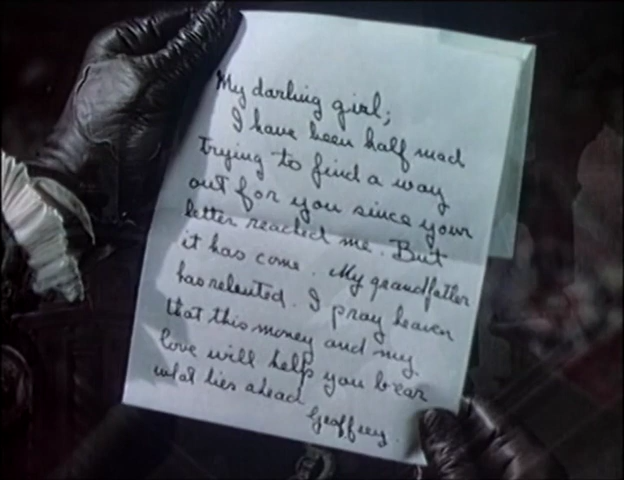 My darling girl;
I have been half mad
trying to find a way
out for you since your
letter reached me. But
it has come. My grandfather
has relented. I pray heaven
that this money and my
love will help you bear
what lies ahead
Geoffrey.